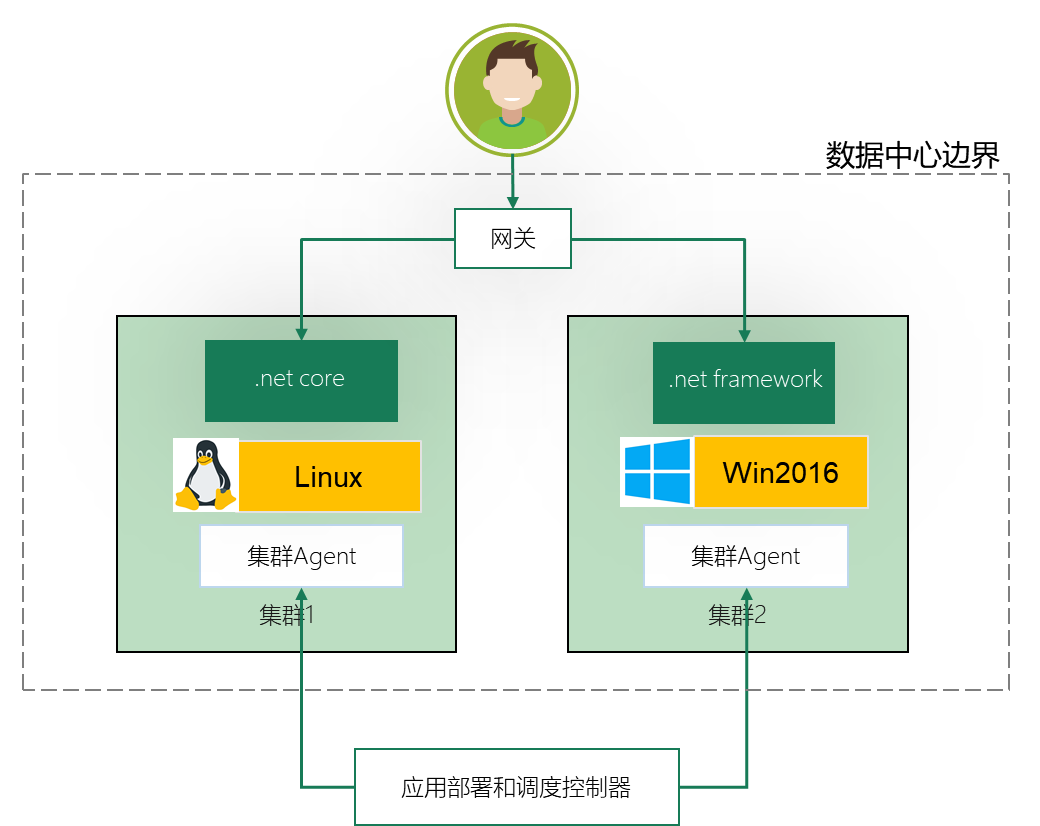 数据中心边界
网关
.net core
.net framework
Linux
Win2016
集群Agent
集群Agent
集群1
集群2
应用部署和调度控制器